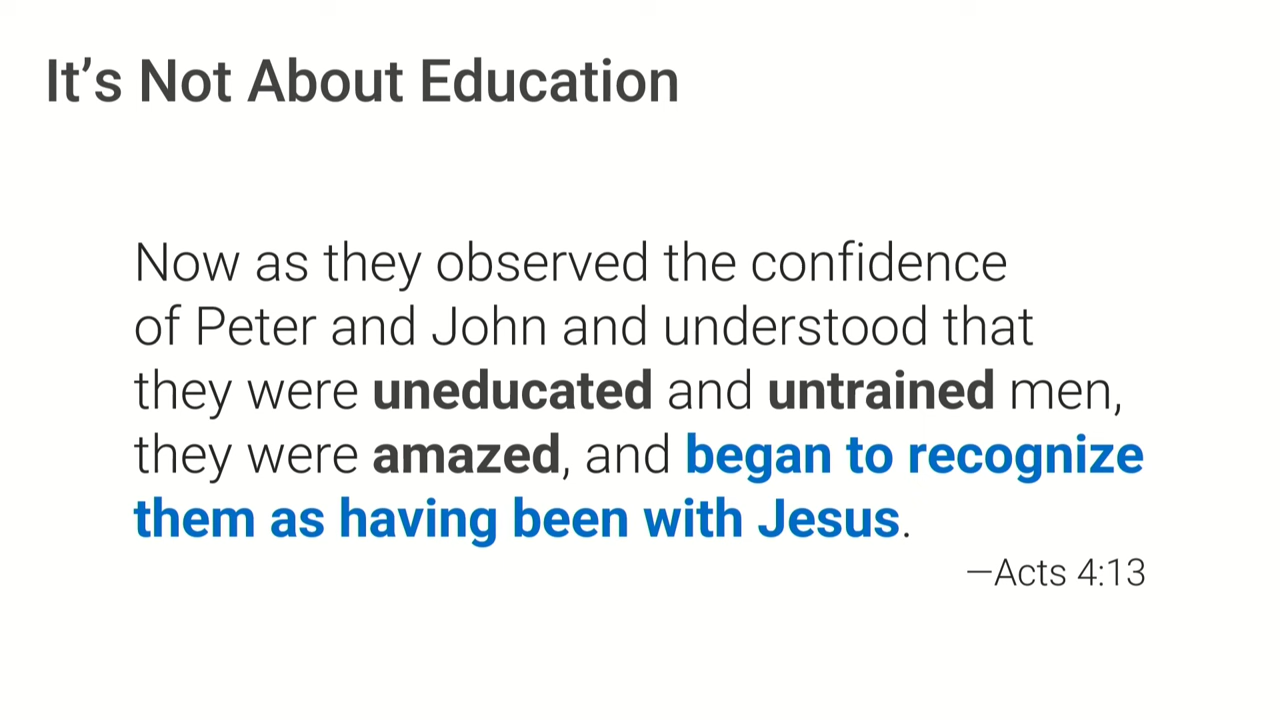 It’s Not About Education
Now as they observed the confidence
of Peter and John and understood that
they were uneducated and untrained men,
they were amazed, and began to recognize
them as having been with Jesus.
—Acts 4:13